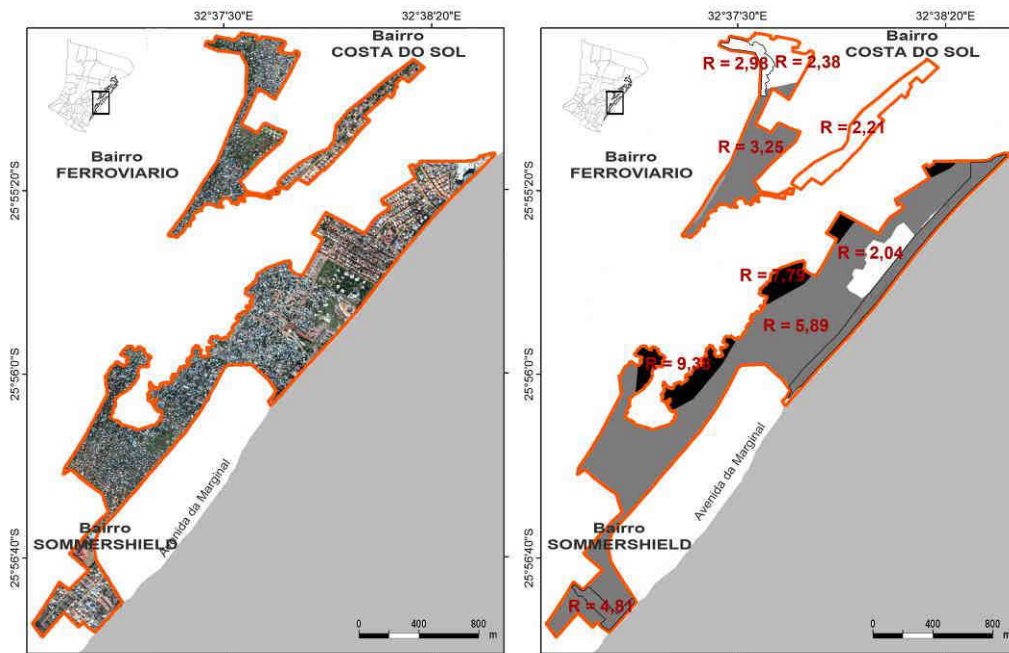 32°37'30"E
32°38'20"E
Bairro
COSTA DO SOL
Bairro
FERROVIARIO
25°55'20"S
25°56'0"S
25°56'40"S
Avenida da Marginal
Bairro
SOMMERSHIELD
0
400
800
m
32°37'30"E
32°38'20"E
Bairro
COSTA DO SOL
R = 2,98
R = 2,38
R = 2,21
Bairro
FERROVIARIO
R = 3,25
25°55'20"S
R = 2,04
R = 7,79
R = 5,89
25°56'0"S
Avenida da Marginal
Bairro
SOMMERSHIELD
25°56'40"S
R = 4,81
0
400
800
m